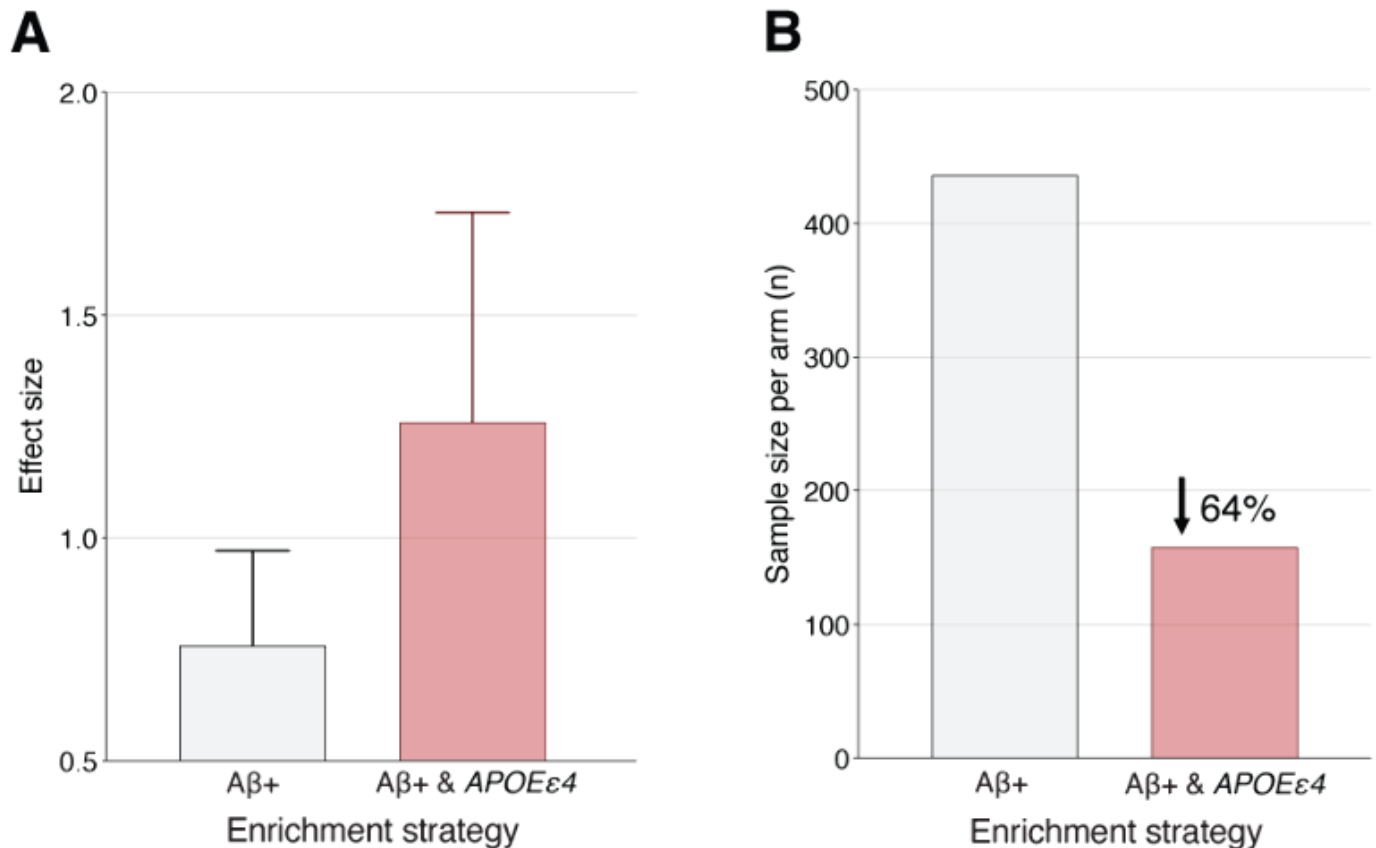 A
Effect size
2.0
1.5
1.0
0.5
Aβ+
Aβ+ & APOEε4
Enrichment strategy
B
Sample size per arm (n)
500
400
300
200
100
0
64%
Aβ+
Aβ+ & APOEε4
Enrichment strategy